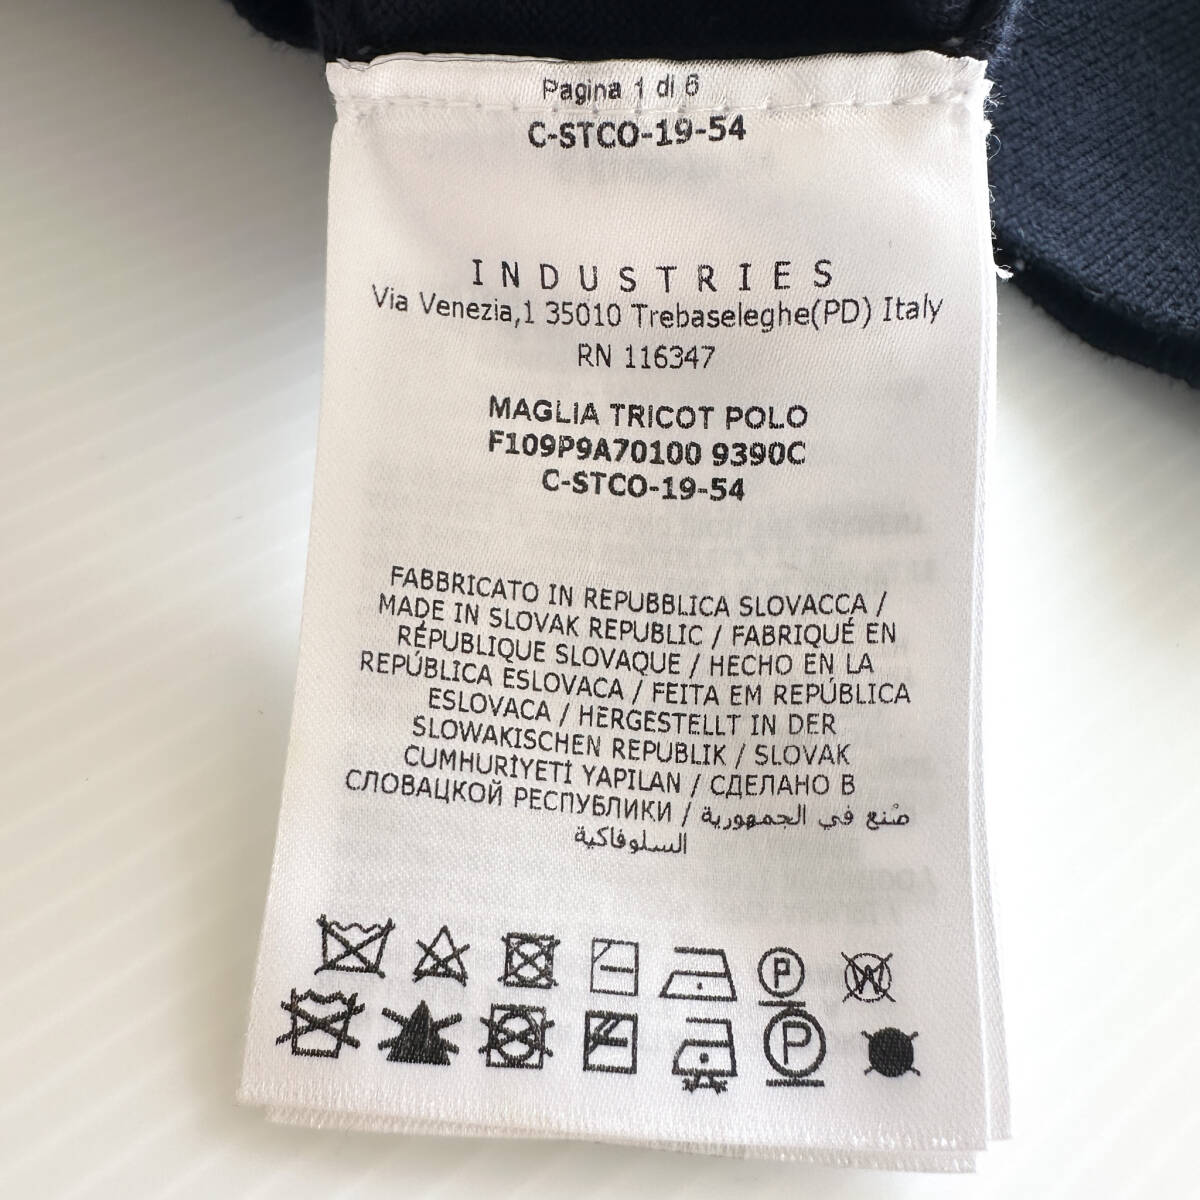 Pagina 1 di 6
C-STCO-19-54
INDUSTRIES
Via Venezia,1 35010 Trebaseleghe(PD) Italy
RN 116347
MAGLIA TRICOT POLO
F109P9A70100 9390C
C-STCO-19-54
FABBRICATO IN REPUBBLICA SLOVACCA /
MADE IN SLOVAK REPUBLIC / FABRIQUÉ EN
RÉPUBLIQUE SLOVAQUE / HECHO EN LA
REPÚBLICA ESLOVACA / FEITA EM REPÚBLICA
ESLOVACA / HERGESTELLT IN DER
SLOWAKISCHEN REPUBLIK / SLOVAK
CUMHURİYETİ YAPILAN / СДЕЛАНО В
СЛОВАЦКОЙ РЕСПУБЛИКИ / صُنع في الجمهورية
السلوفاكية
P W
P